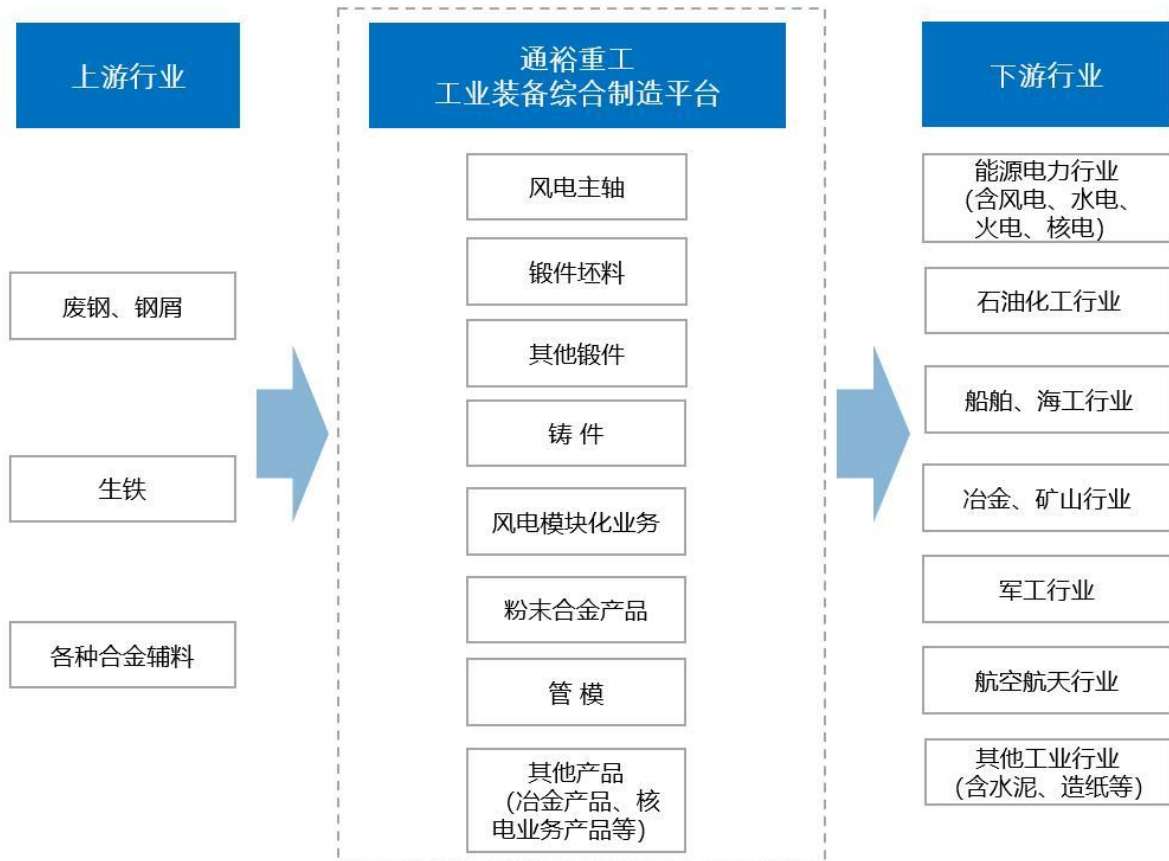 上游行业
废钢、钢屑
生铁
各种合金辅料
通裕重工
工业装备综合制造平台
风电主轴
锻件坯料
其他锻件
铸 件
风电模块化业务
粉末合金产品
管 模
其他产品
（冶金产品、核
电业务产品等）
下游行业
能源电力行业
（含风电、水电、
火电、核电）
石油化工行业
船舶、海工行业
冶金、矿山行业
军工行业
航空航天行业
其他工业行业
（含水泥、造纸等）